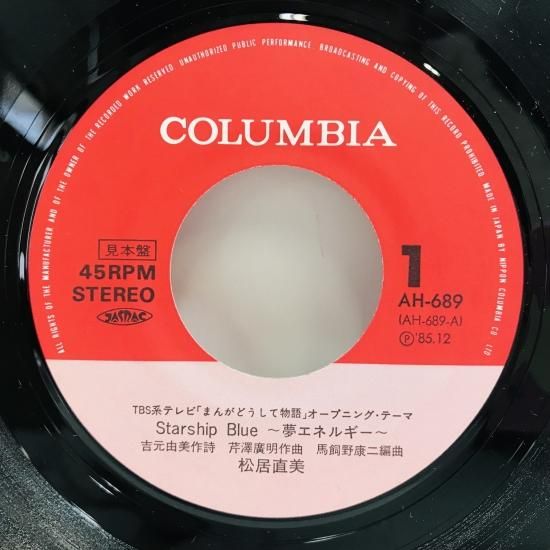 ALL RIGHTS OF THE MANUFACTURER AND OF THE OWNER OF THE RECORDED WORK RESERVED UNAUTHORIZED PUBLIC PERFORMANCE. BROADCASTING AND COPYING OF THIS RECORD PROHIBITED MADE IN JAPAN BY NIPPON COLUMBIA CO. LTD
COLUMBIA
見本盤
45RPM
STEREO
JASRAC
1
AH-689
(AH-689-A)
Ⓟ'85.12
TBS系テレビ「まんがどうして物語」オープニング・テーマ
Starship Blue 〜夢エネルギー〜
吉元由美作詩 芹澤廣明作曲 馬飼野康二編曲
松居直美